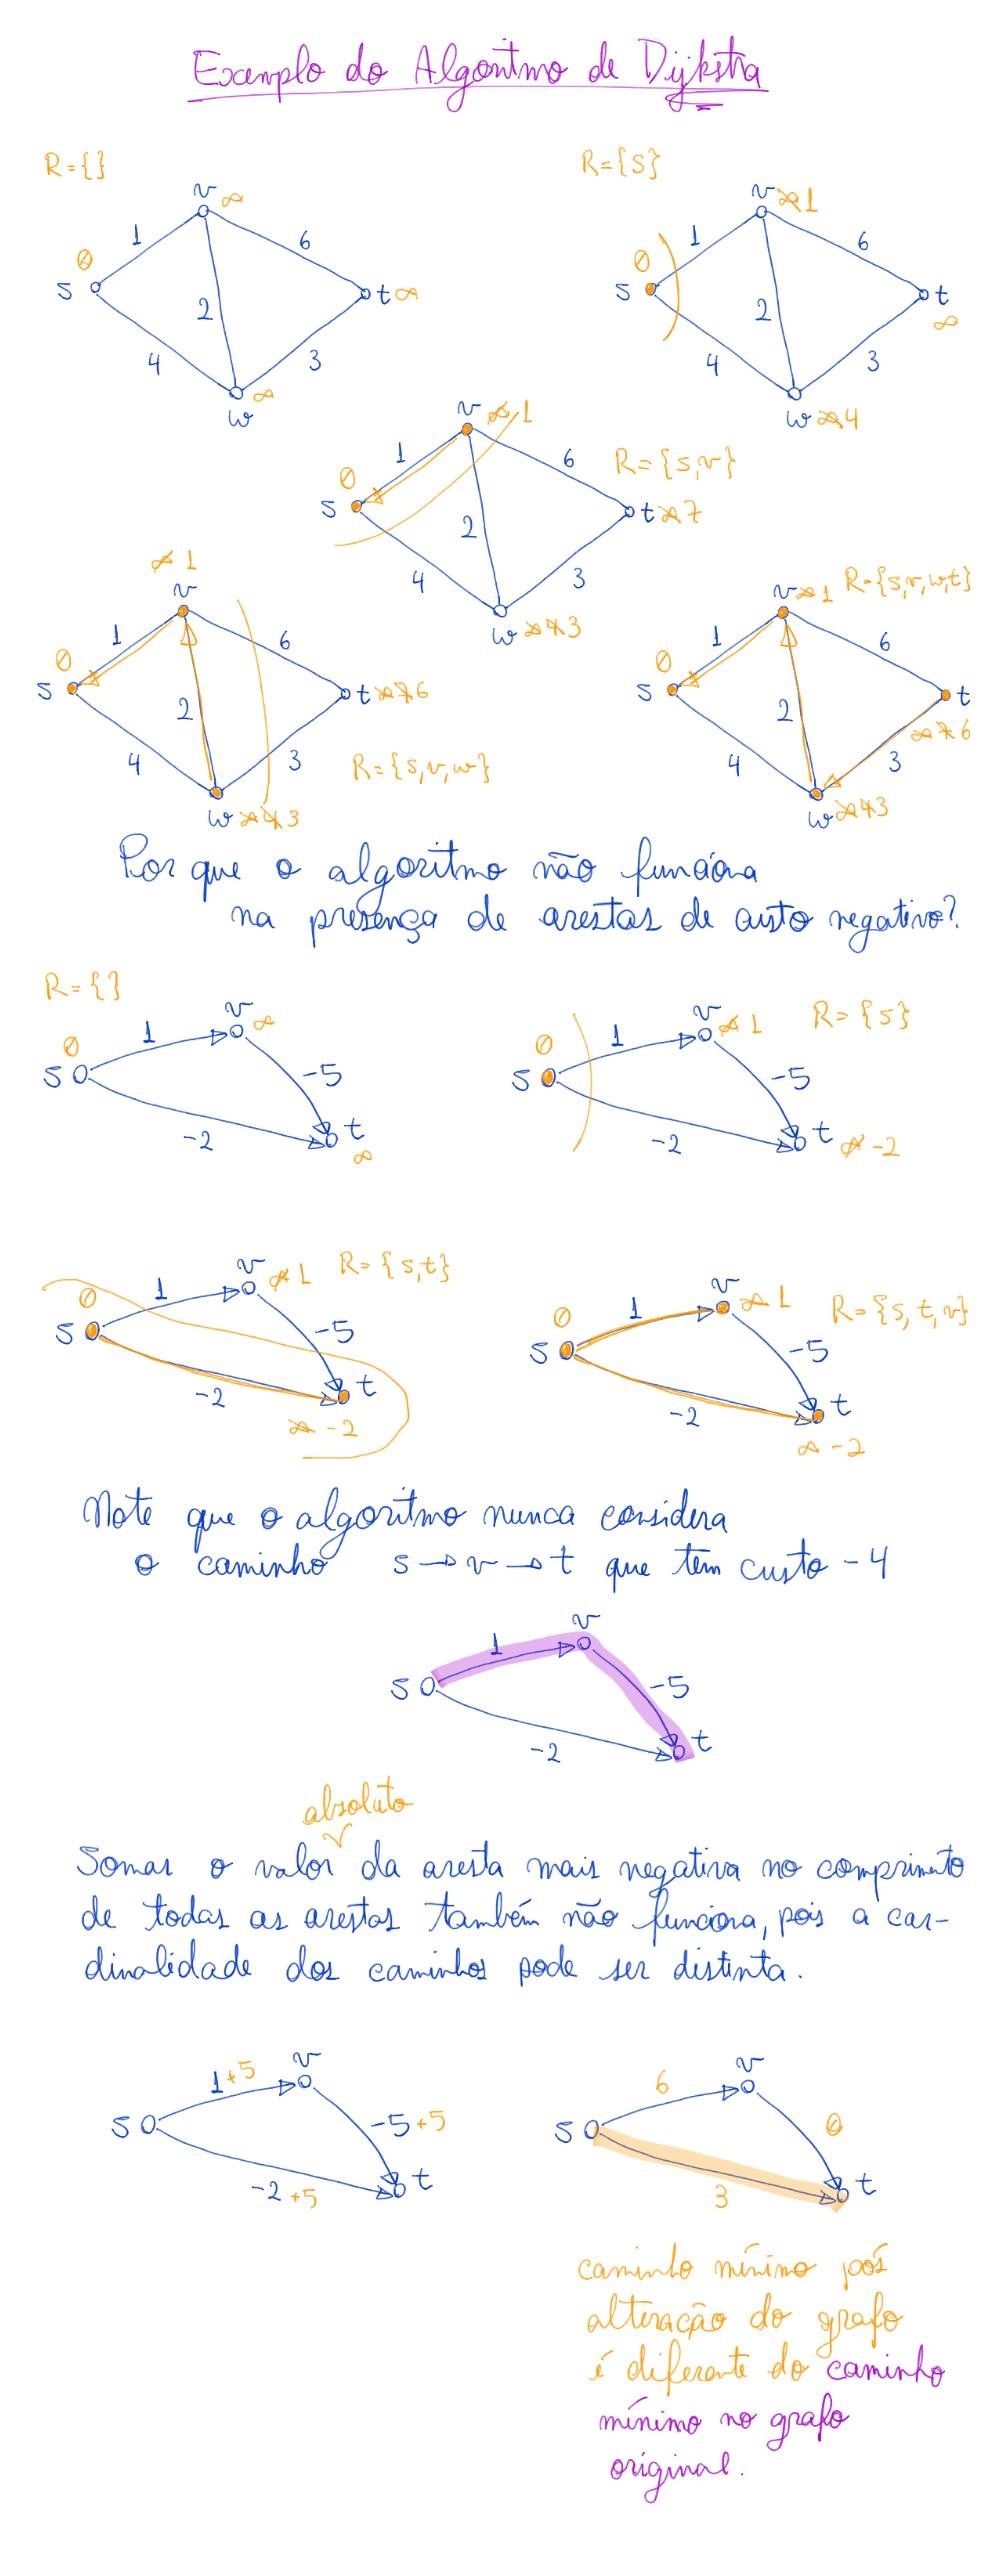 Exemplo do Algoritmo de Dijkstra
R={}
v ∞
1
6
0
s
2
t ∞
4
3
∞
w
R={s}
v ∞ 1
1
6
0
s
2
t
∞
4
3
w ∞ 4
v ∞ 1
1
6
R={s,v}
0
s
2
t ∞ 7
4
3
w ∞ 4 3
∞ 1
v
1
6
0
s
2
t ∞ 7 6
4
3
R={s,v,w}
w ∞ 4 3
v ∞ 1
R={s,v,w,t}
1
6
0
s
2
t
∞ 7 6
4
3
w ∞ 4 3
Por que o algoritmo não funciona
na presença de arestas de custo negativo?
R={}
v
∞
1
0
s
-5
-2
t
∞
v ∞ 1
R={s}
1
0
s
-5
-2
t
∞ -2
v ∞ 1
R={s,t}
1
0
s
-5
-2
t
∞ -2
v
∞ 1
1
R={s,t,v}
0
s
-5
-2
t
∞ -2
Note que o algoritmo nunca considera
o caminho s→v→t que tem custo -4
v
1
s
-5
-2
t
absoluto
Somar o valor da aresta mais negativa no comprimento
de todas as arestas também não funciona, pois a car-
dinalidade dos caminhos pode ser distinta.
v
1+5
s
-5+5
-2+5
t
v
6
s
0
3
t
caminho mínimo pós
alteração do grafo
é diferente do caminho
mínimo no grafo
original.